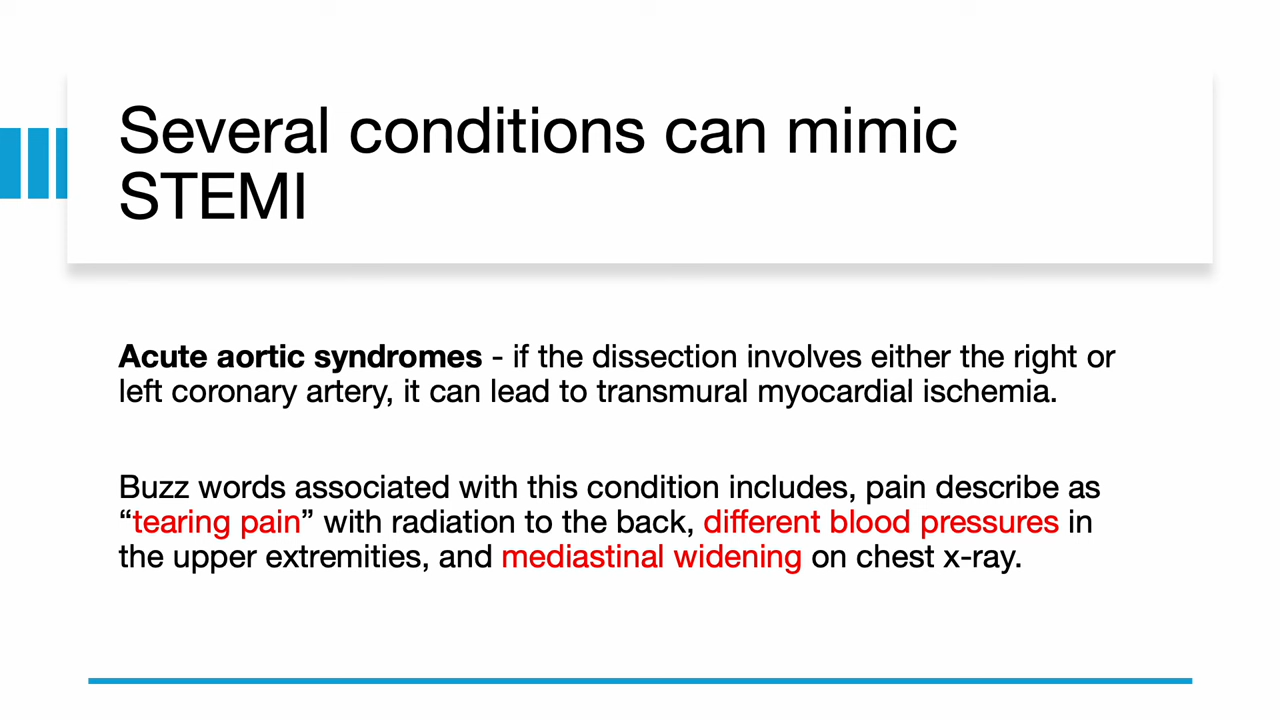 Several conditions can mimic
STEMI
Acute aortic syndromes - if the dissection involves either the right or
left coronary artery, it can lead to transmural myocardial ischemia.
Buzz words associated with this condition includes, pain describe as
“tearing pain” with radiation to the back, different blood pressures in
the upper extremities, and mediastinal widening on chest x-ray.